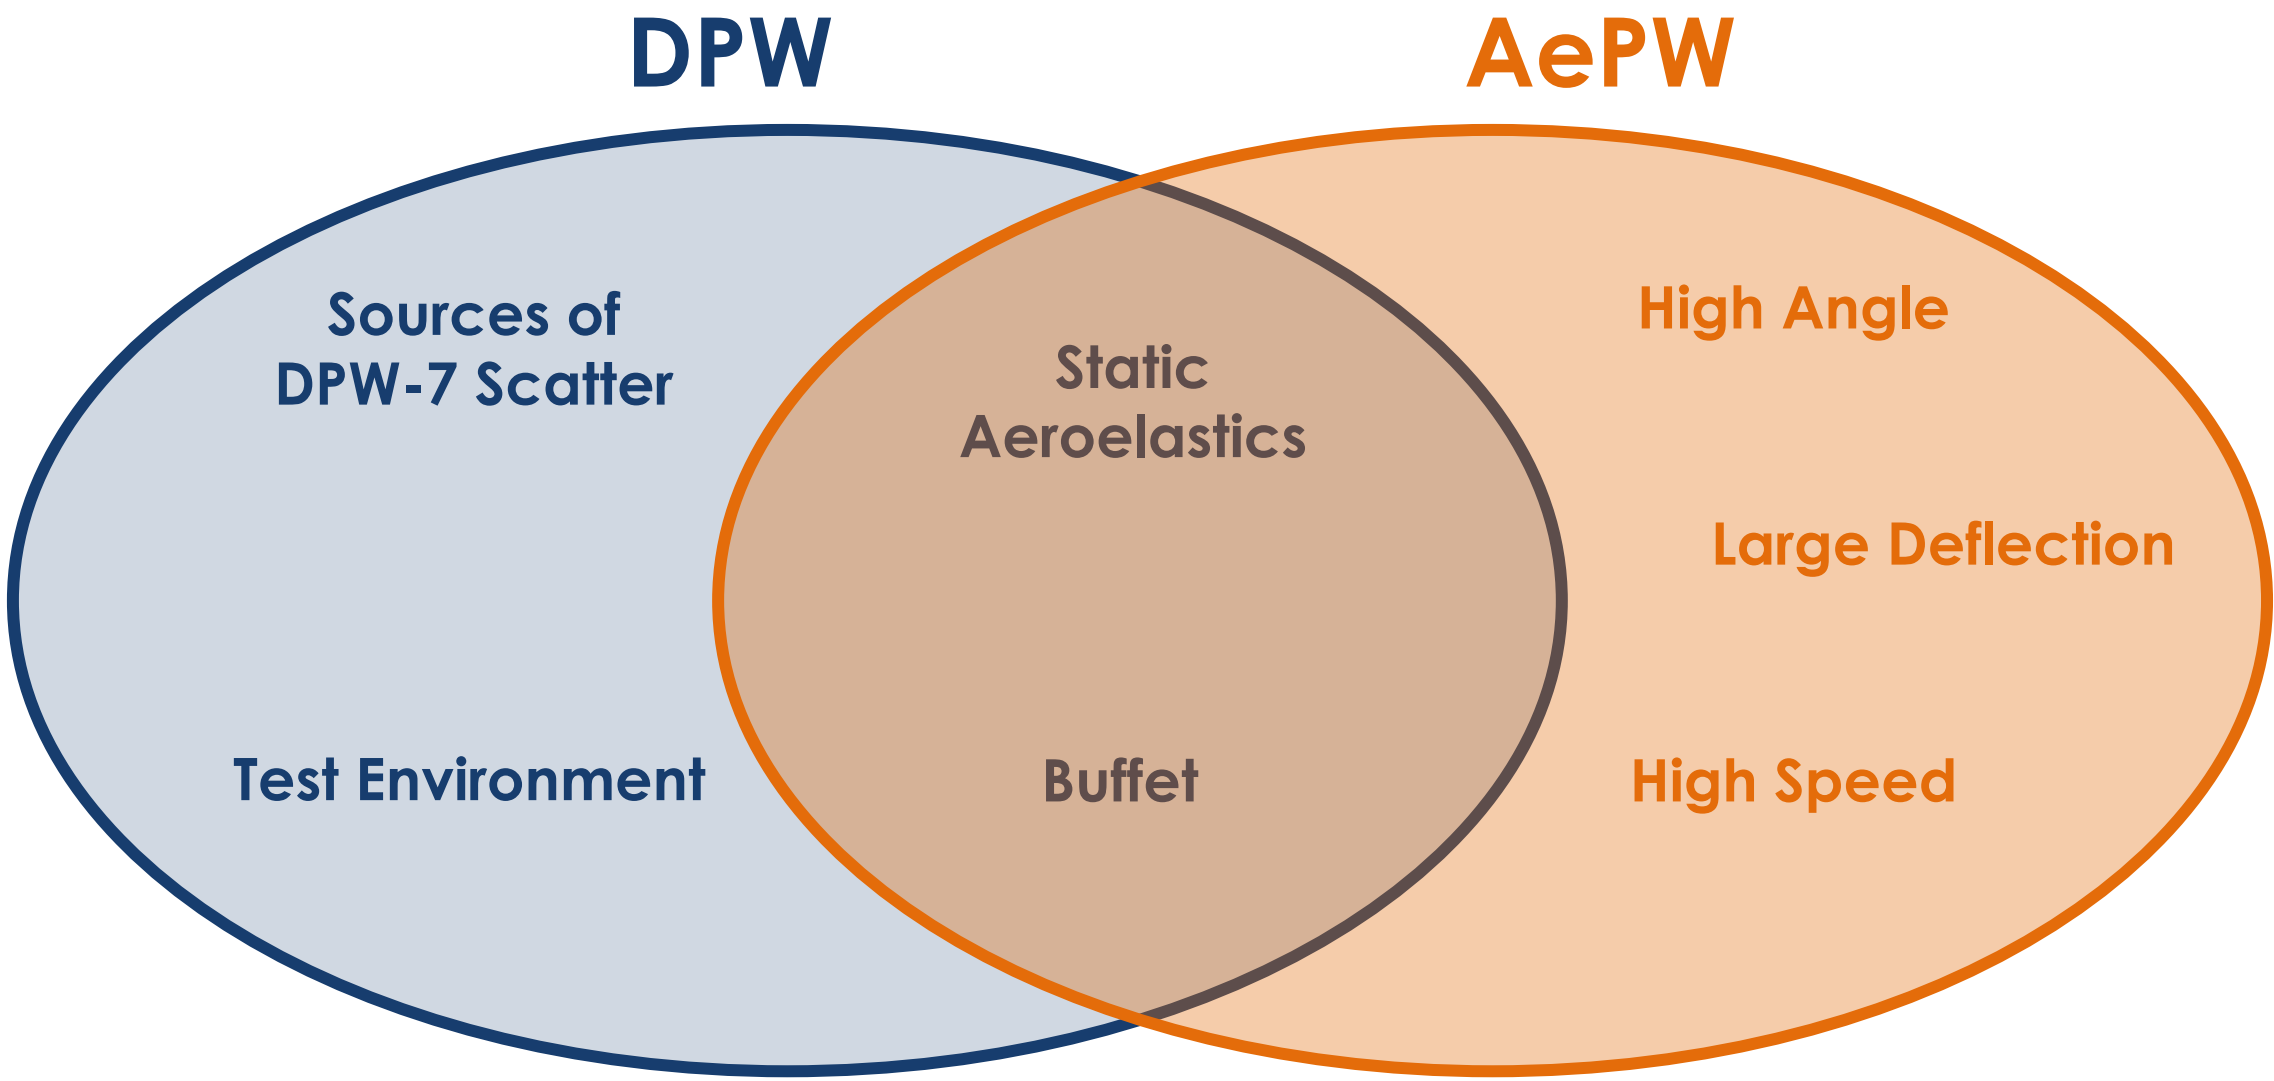 DPW
AePW
Sources of
DPW-7 Scatter
Test Environment
Static
Aeroelastics
Buffet
High Angle
Large Deflection
High Speed